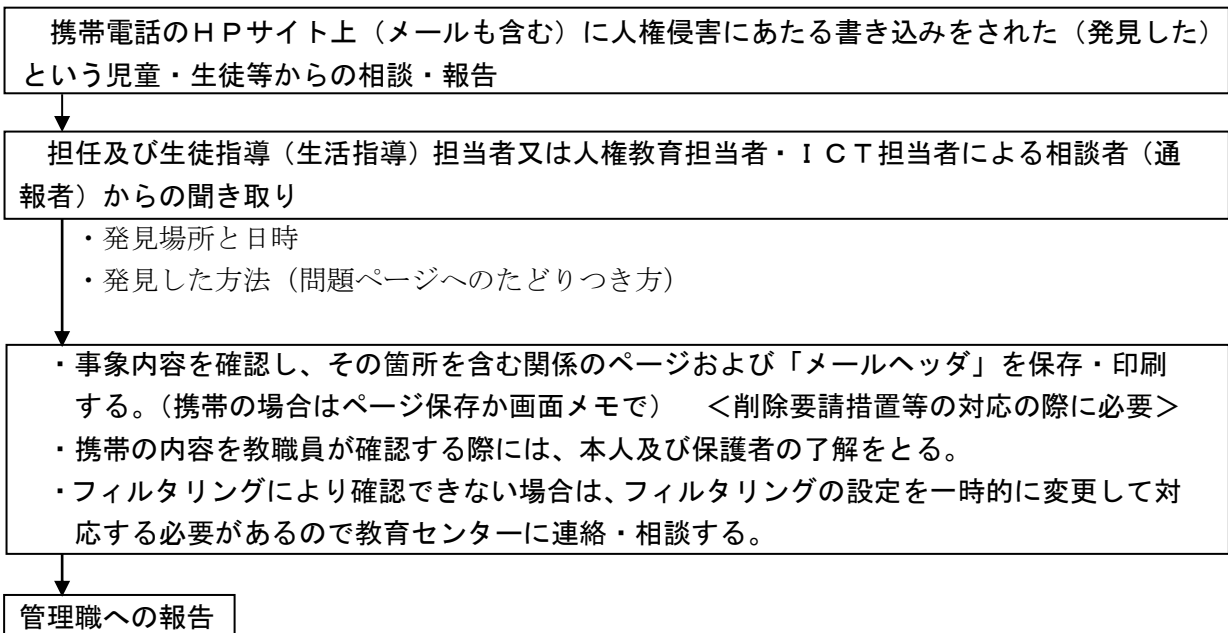 携帯電話のＨＰサイト上（メールも含む）に人権侵害にあたる書き込みをされた（発見した）
という児童・生徒等からの相談・報告
担任及び生徒指導（生活指導）担当者又は人権教育担当者・ＩＣＴ担当者による相談者（通
報者）からの聞き取り
・発見場所と日時
・発見した方法（問題ページへのたどりつき方）
・事象内容を確認し、その箇所を含む関係のページおよび「メールヘッダ」を保存・印刷
する。（携帯の場合はページ保存か画面メモで）　＜削除要請措置等の対応の際に必要＞
・携帯の内容を教職員が確認する際には、本人及び保護者の了解をとる。
・フィルタリングにより確認できない場合は、フィルタリングの設定を一時的に変更して対
応する必要があるので教育センターに連絡・相談する。
管理職への報告